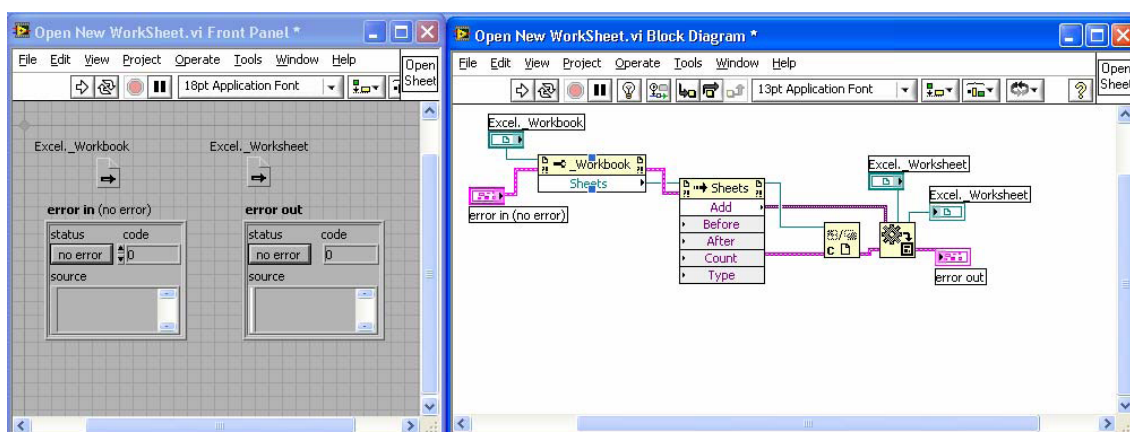 Open New WorkSheet.vi Front Panel *
File Edit View Project Operate Tools Window Help
18pt Application Font
Open
Sheet
Excel._Workbook
Excel._Worksheet
error in (no error)
error out
status code
no error 0
source
status code
no error 0
source
Open New WorkSheet.vi Block Diagram *
File Edit View Project Operate Tools Window Help
13pt Application Font
?
Open
Sheet
Excel._Workbook
_Workbook
Sheets
error in (no error)
Sheets
Add
Before
After
Count
Type
Excel._Worksheet
Excel._Worksheet
error out